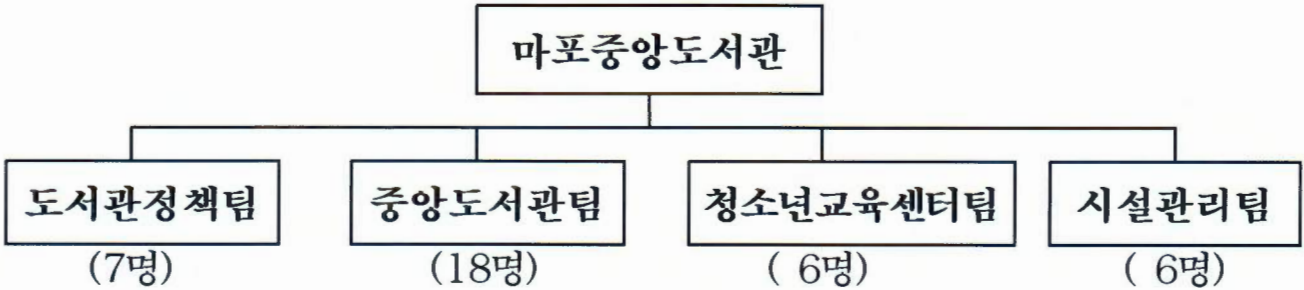 마포중앙도서관
도서관정책팀 중앙도서관팀 청소년교육센터팀 시설관리팀
(7명) (18명) ( 6명) ( 6명)